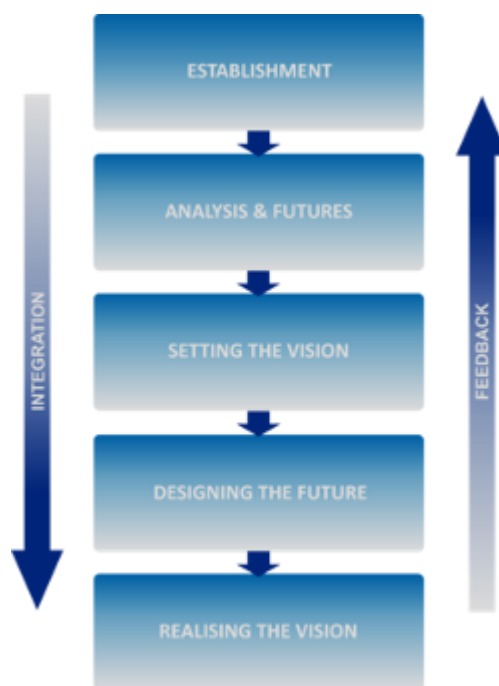 ESTABLISHMENT
ANALYSIS & FUTURES
SETTING THE VISION
DESIGNING THE FUTURE
REALISING THE VISION
INTEGRATION
FEEDBACK